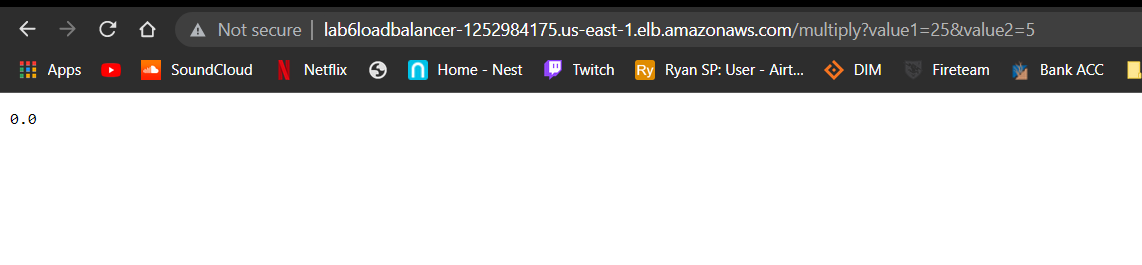 Not secure | lab6loadbalancer-1252984175.us-east-1.elb.amazonaws.com/multiply?value1=25&value2=5
Apps SoundCloud Netflix Home - Nest Twitch Ry Ryan SP: User - Airt... DIM Fireteam Bank ACC
0.0